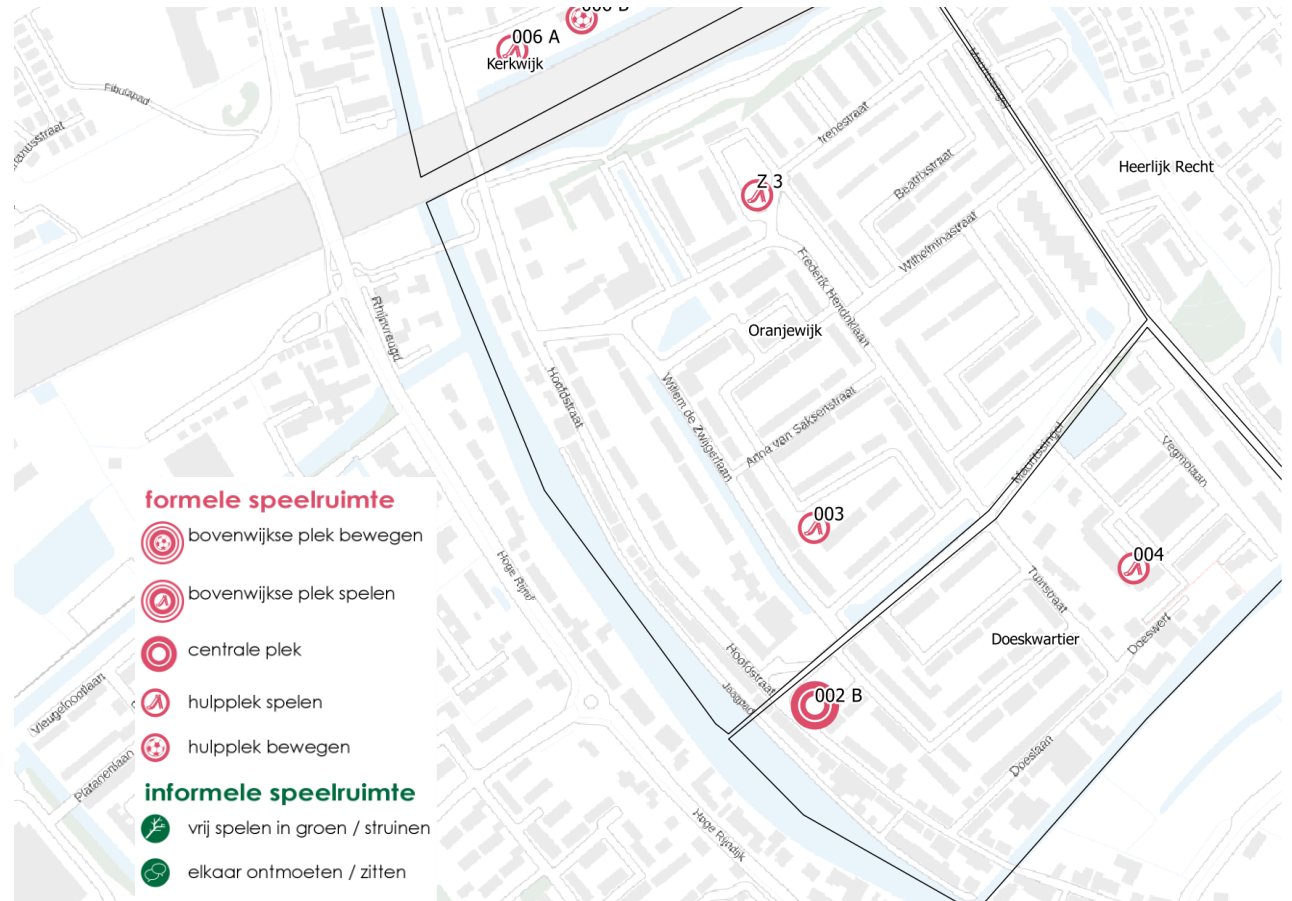 006 A
Kerkwijk
Fibulapad
Mauritssingel
Irenestraat
Heerlijk Recht
Z 3
Beatrixstraat
Wilhelminastraat
Frederik Hendriklaan
Rhijnvreugd
Oranjewijk
Hoofdstraat
Willem de Zwijgerlaan
Anna van Saksenstraat
Mauritssingel
Vegmolaan
formele speelruimte
bovenwijkse plek bewegen
bovenwijkse plek spelen
centrale plek
hulpplek spelen
hulpplek bewegen
informele speelruimte
vrij spelen in groen / struinen
elkaar ontmoeten / zitten
003
004
Tuinstraat
Doeswerf
Doeskwartier
Hoofdstraat
Jaagpad
002 B
Doeslaan
Vleugelnootlaan
Platanenlaan
Hoge Rijndijk